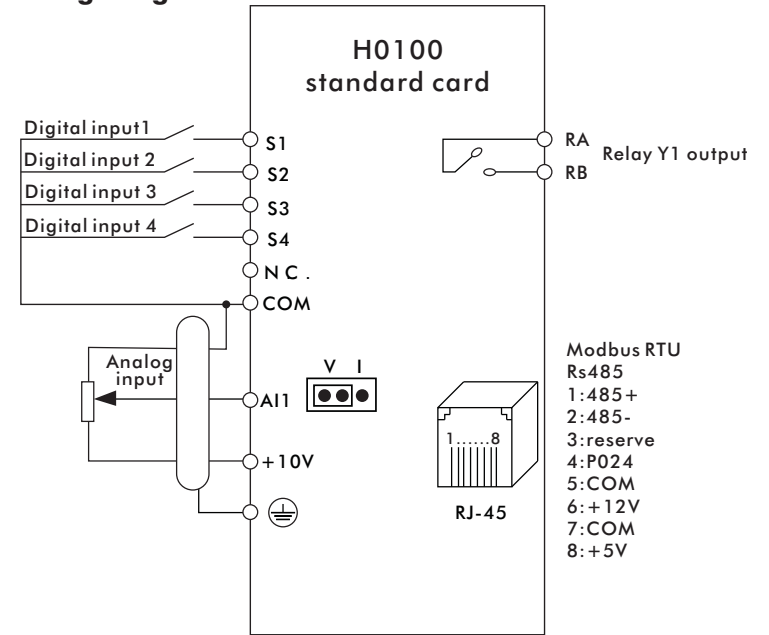 H0100
standard card
Digital input1
Digital input 2
Digital input 3
Digital input 4
S1
S2
S3
S4
N C .
COM
AI1
+10V
Analog
input
V I
RA
RB
Relay Y1 output
1......8
RJ-45
Modbus RTU
Rs485
1:485+
2:485-
3:reserve
4:P024
5:COM
6:+12V
7:COM
8:+5V